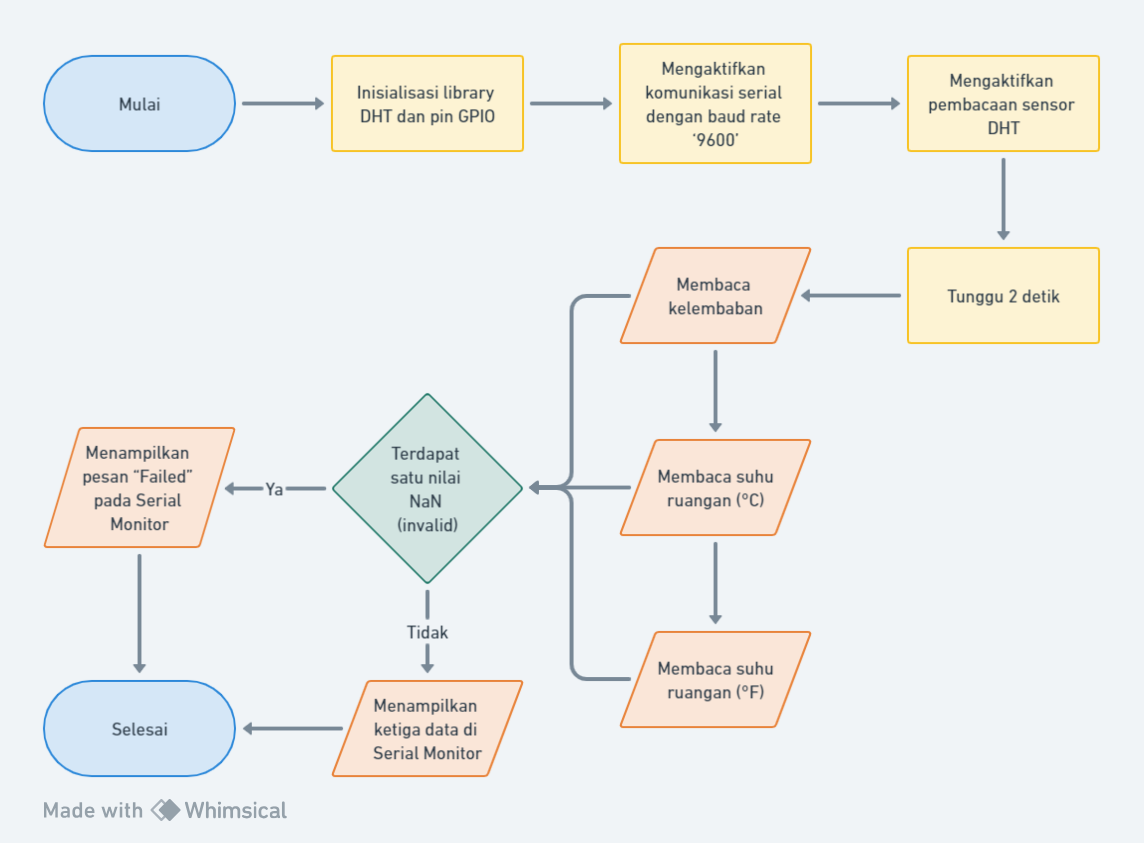 Mulai
Inisialisasi library
DHT dan pin GPIO
Mengaktifkan
komunikasi serial
dengan baud rate
‘9600’
Mengaktifkan
pembacaan sensor
DHT
Tunggu 2 detik
Membaca
kelembaban
Membaca suhu
ruangan (°C)
Membaca suhu
ruangan (°F)
Terdapat
satu nilai
NaN
(invalid)
Ya
Menampilkan
pesan “Failed”
pada Serial
Monitor
Tidak
Menampilkan
ketiga data di
Serial Monitor
Selesai
Made with Whimsical